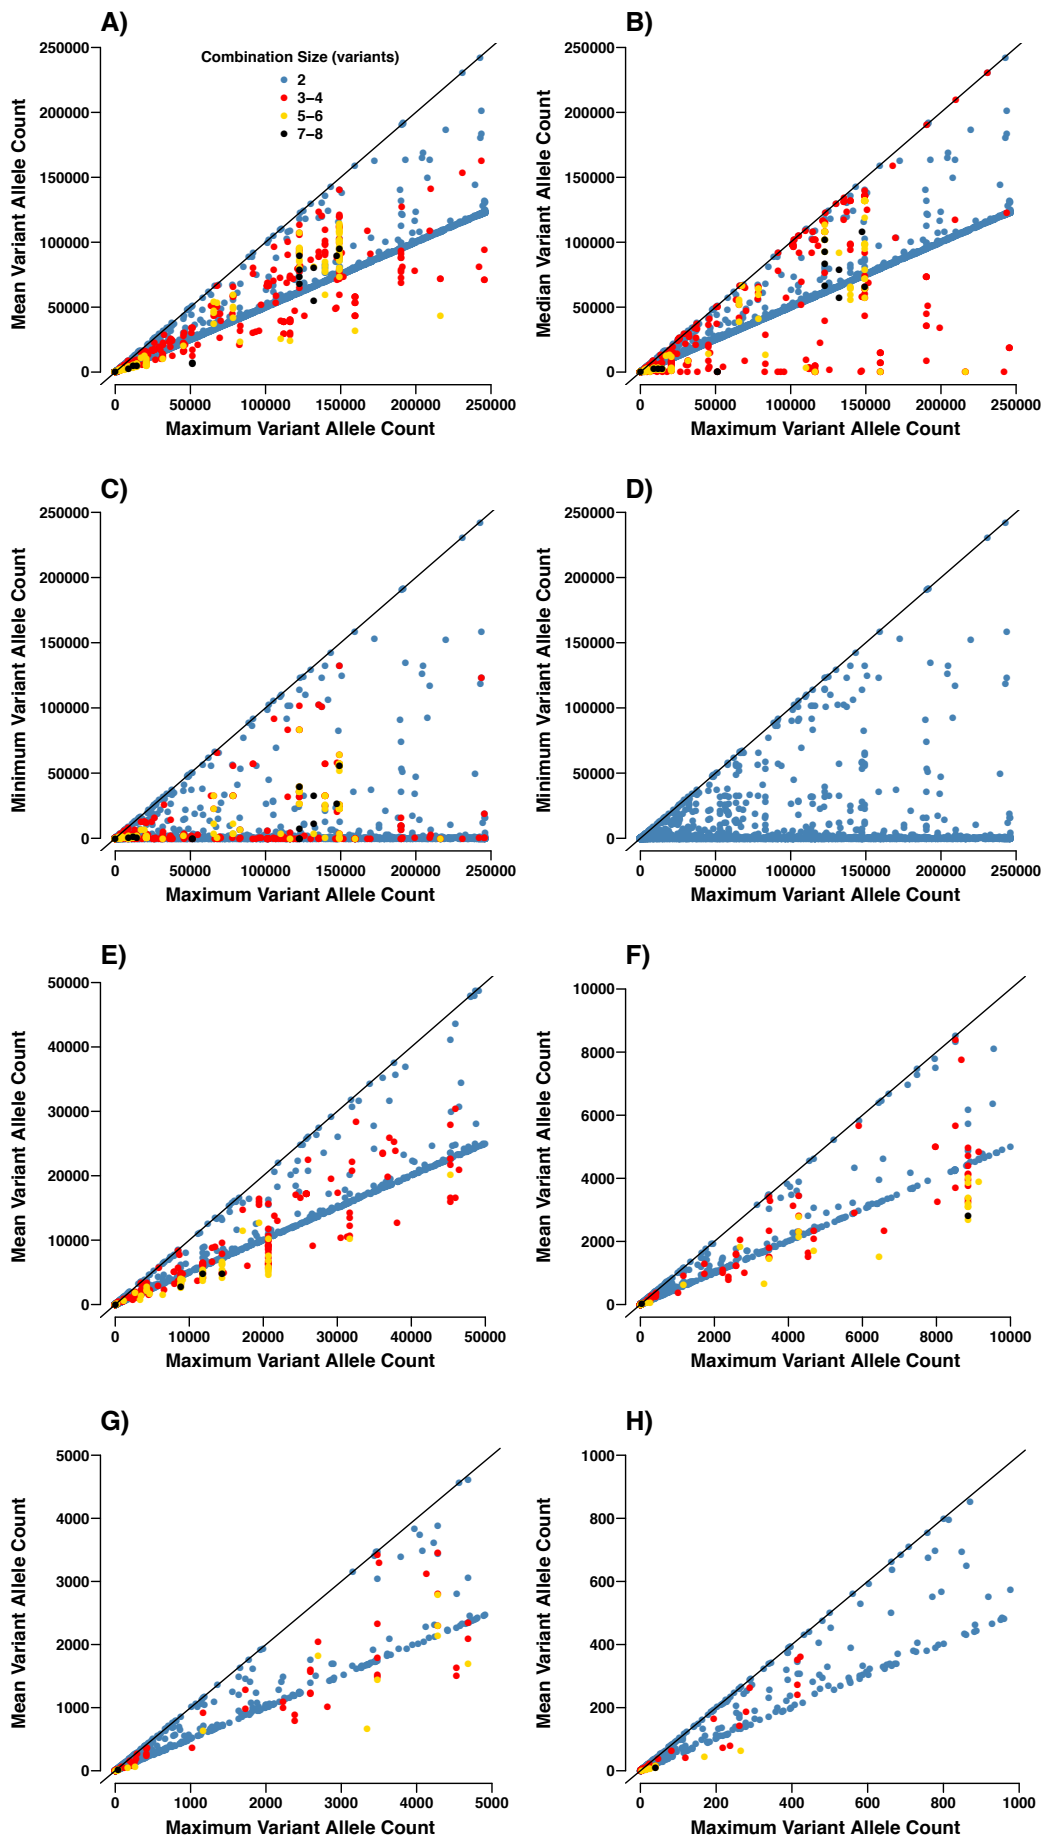 A)
Combination Size (variants)
2
3–4
5–6
7–8
Mean Variant Allele Count
250000
200000
150000
100000
50000
0
0 50000 100000 150000 200000 250000
Maximum Variant Allele Count
B)
Median Variant Allele Count
250000
200000
150000
100000
50000
0
0 50000 100000 150000 200000 250000
Maximum Variant Allele Count
C)
Minimum Variant Allele Count
250000
200000
150000
100000
50000
0
0 50000 100000 150000 200000 250000
Maximum Variant Allele Count
D)
Minimum Variant Allele Count
250000
200000
150000
100000
50000
0
0 50000 100000 150000 200000 250000
Maximum Variant Allele Count
E)
Mean Variant Allele Count
50000
40000
30000
20000
10000
0
0 10000 20000 30000 40000 50000
Maximum Variant Allele Count
F)
Mean Variant Allele Count
10000
8000
6000
4000
2000
0
0 2000 4000 6000 8000 10000
Maximum Variant Allele Count
G)
Mean Variant Allele Count
5000
4000
3000
2000
1000
0
0 1000 2000 3000 4000 5000
Maximum Variant Allele Count
H)
Mean Variant Allele Count
1000
800
600
400
200
0
0 200 400 600 800 1000
Maximum Variant Allele Count